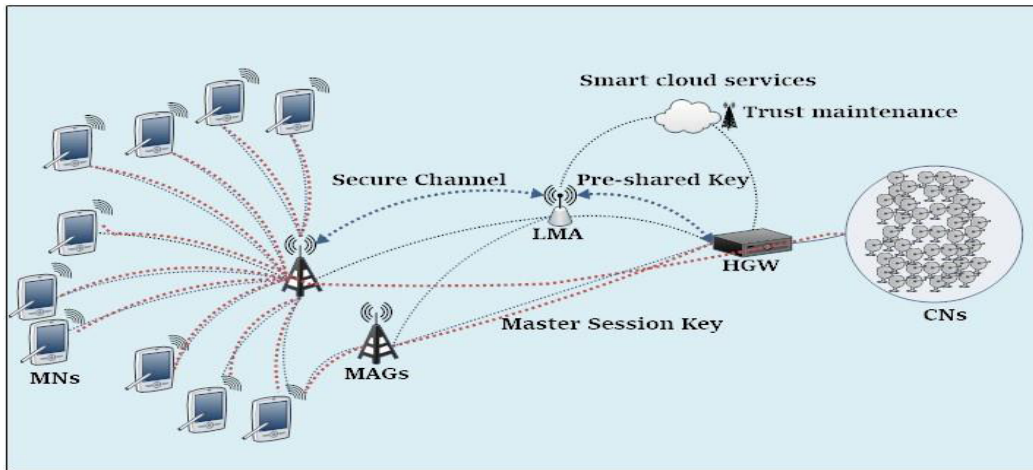 Smart cloud services
Trust maintenance
Secure Channel
Pre-shared Key
LMA
HGW
CNs
Master Session Key
MAGs
MNs